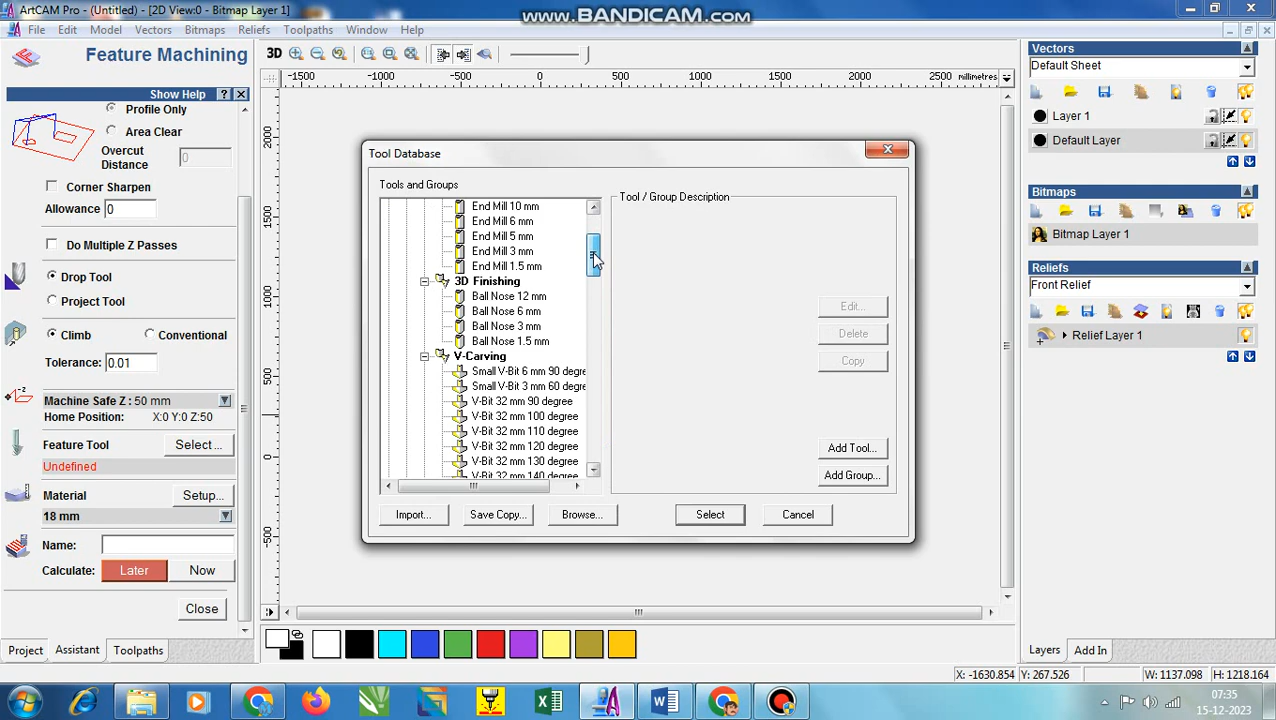 ArtCAM Pro - (Untitled) - [2D View:0 - Bitmap Layer 1]
www.BANDICAM.com
File Edit Model Vectors Bitmaps Reliefs Toolpaths Window Help
Feature Machining
Show Help
Profile Only
Area Clear
Overcut
Distance
0
Corner Sharpen
Allowance 0
Do Multiple Z Passes
Drop Tool
Project Tool
Climb Conventional
Tolerance: 0.01
Machine Safe Z : 50 mm
Home Position: X:0 Y:0 Z:50
Feature Tool Select ...
Undefined
Material Setup...
18 mm
Name:
Calculate: Later Now
Close
Project Assistant Toolpaths
3D
-1500 -1000 -500 0 500 1000 1500 2000 2500 millimetres
2000
1500
1000
500
0
-500
Tool Database
Tools and Groups
End Mill 10 mm
End Mill 6 mm
End Mill 5 mm
End Mill 3 mm
End Mill 1.5 mm
3D Finishing
Ball Nose 12 mm
Ball Nose 6 mm
Ball Nose 3 mm
Ball Nose 1.5 mm
V-Carving
Small V-Bit 6 mm 90 degre
Small V-Bit 3 mm 60 degre
V-Bit 32 mm 90 degree
V-Bit 32 mm 100 degree
V-Bit 32 mm 110 degree
V-Bit 32 mm 120 degree
V-Bit 32 mm 130 degree
V-Bit 32 mm 140 degree
Tool / Group Description
Edit...
Delete
Copy
Add Tool...
Add Group...
Import... Save Copy... Browse... Select Cancel
Vectors
Default Sheet
Layer 1
Default Layer
Bitmaps
Bitmap Layer 1
Reliefs
Front Relief
Relief Layer 1
Layers Add In
X: -1630.854 Y: 267.526 W: 1137.098 H: 1218.164
07:35
15-12-2023